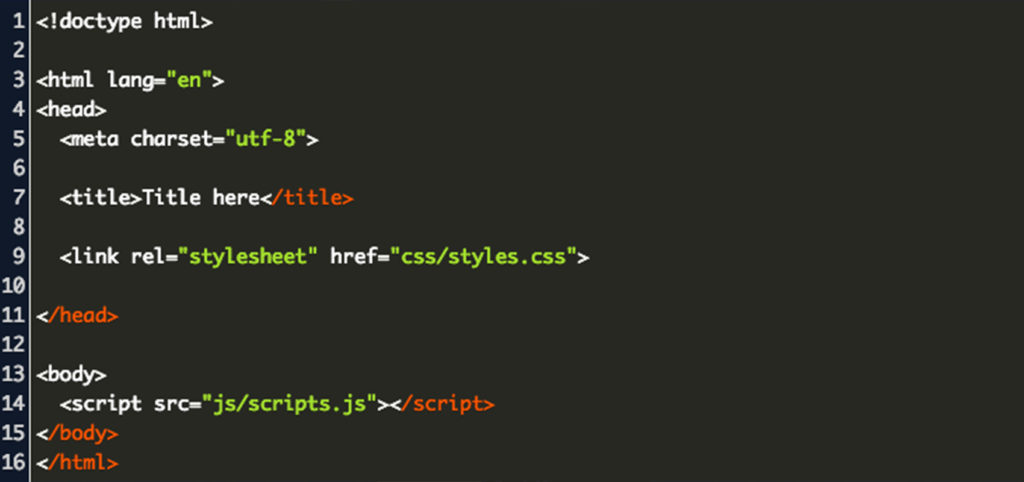 1 <!doctype html>
2
3 <html lang="en">
4 <head>
5   <meta charset="utf-8">
6
7   <title>Title here</title>
8
9   <link rel="stylesheet" href="css/styles.css">
10
11 </head>
12
13 <body>
14   <script src="js/scripts.js"></script>
15 </body>
16 </html>